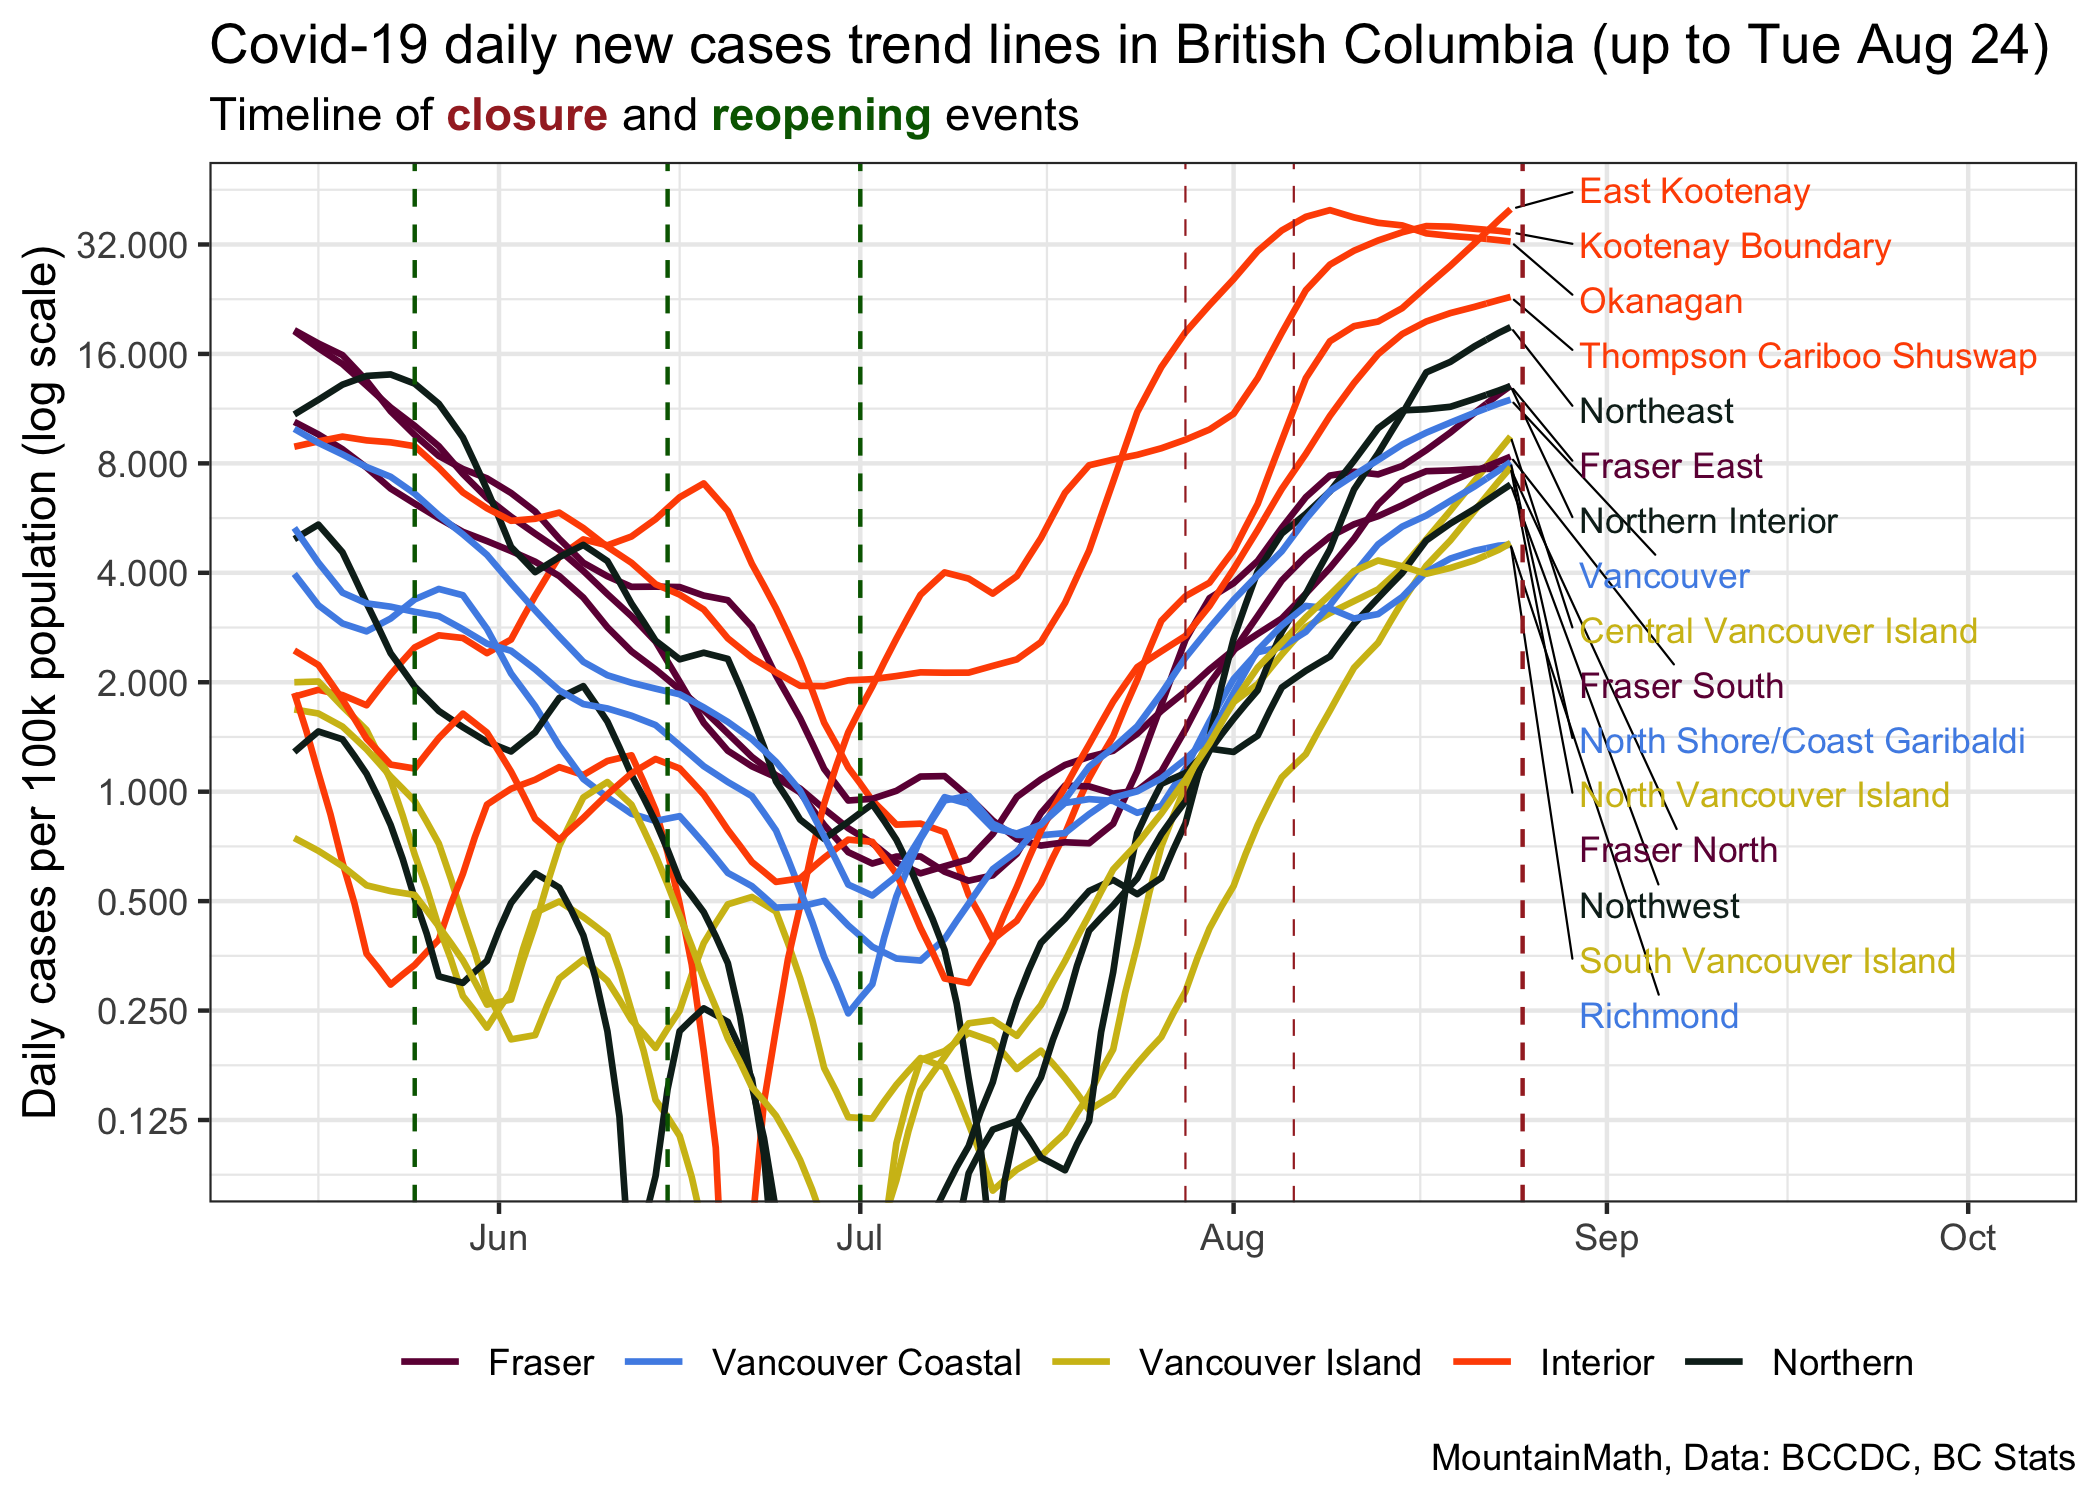 Covid-19 daily new cases trend lines in British Columbia (up to Tue Aug 24)
Timeline of closure and reopening events
Daily cases per 100k population (log scale)
32.000
16.000
8.000
4.000
2.000
1.000
0.500
0.250
0.125
East Kootenay
Kootenay Boundary
Okanagan
Thompson Cariboo Shuswap
Northeast
Fraser East
Northern Interior
Vancouver
Central Vancouver Island
Fraser South
North Shore/Coast Garibaldi
North Vancouver Island
Fraser North
Northwest
South Vancouver Island
Richmond
Jun Jul Aug Sep Oct
Fraser Vancouver Coastal Vancouver Island Interior Northern
MountainMath, Data: BCCDC, BC Stats